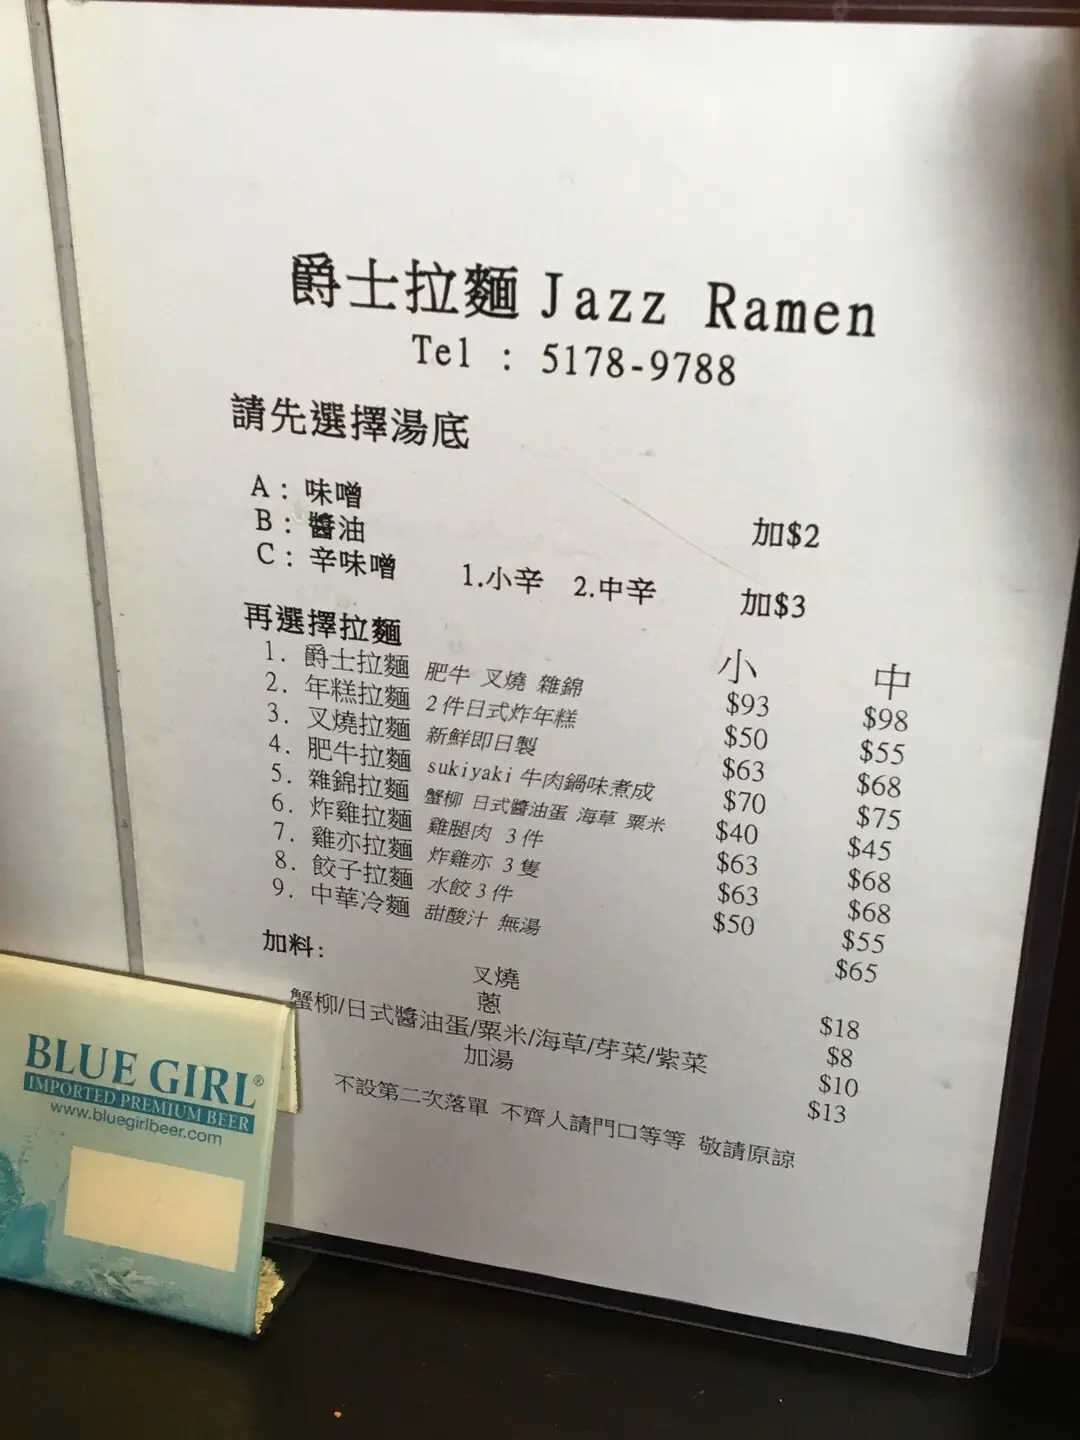 爵士拉麵 Jazz Ramen
Tel : 5178-9788
請先選擇湯底
A: 味噌 加$2
B: 醬油
C: 辛味噌 1.小辛 2.中辛 加$3
再選擇拉麵 小 中
1. 爵士拉麵 肥牛 叉燒 雜錦 $93 $98
2. 年糕拉麵 2件日式炸年糕 $50 $55
3. 叉燒拉麵 新鮮即日製 $63 $68
4. 肥牛拉麵 sukiyaki 牛肉鍋味煮成 $70 $75
5. 雜錦拉麵 蟹柳 日式醬油蛋 海草 粟米 $40 $45
6. 炸雞拉麵 雞腿肉 3件 $63 $68
7. 雞亦拉麵 炸雞亦 3隻 $63 $68
8. 餃子拉麵 水餃3件 $50 $55
9. 中華冷麵 甜酸汁 無湯 $65
加料:
叉燒 $18
蔥 $8
蟹柳/日式醬油蛋/粟米/海草/芽菜/紫菜 $10
加湯 $13
不設第二次落單 不齊人請門口等等 敬請原諒
BLUE GIRL®
IMPORTED PREMIUM BEER
www.bluegirlbeer.com